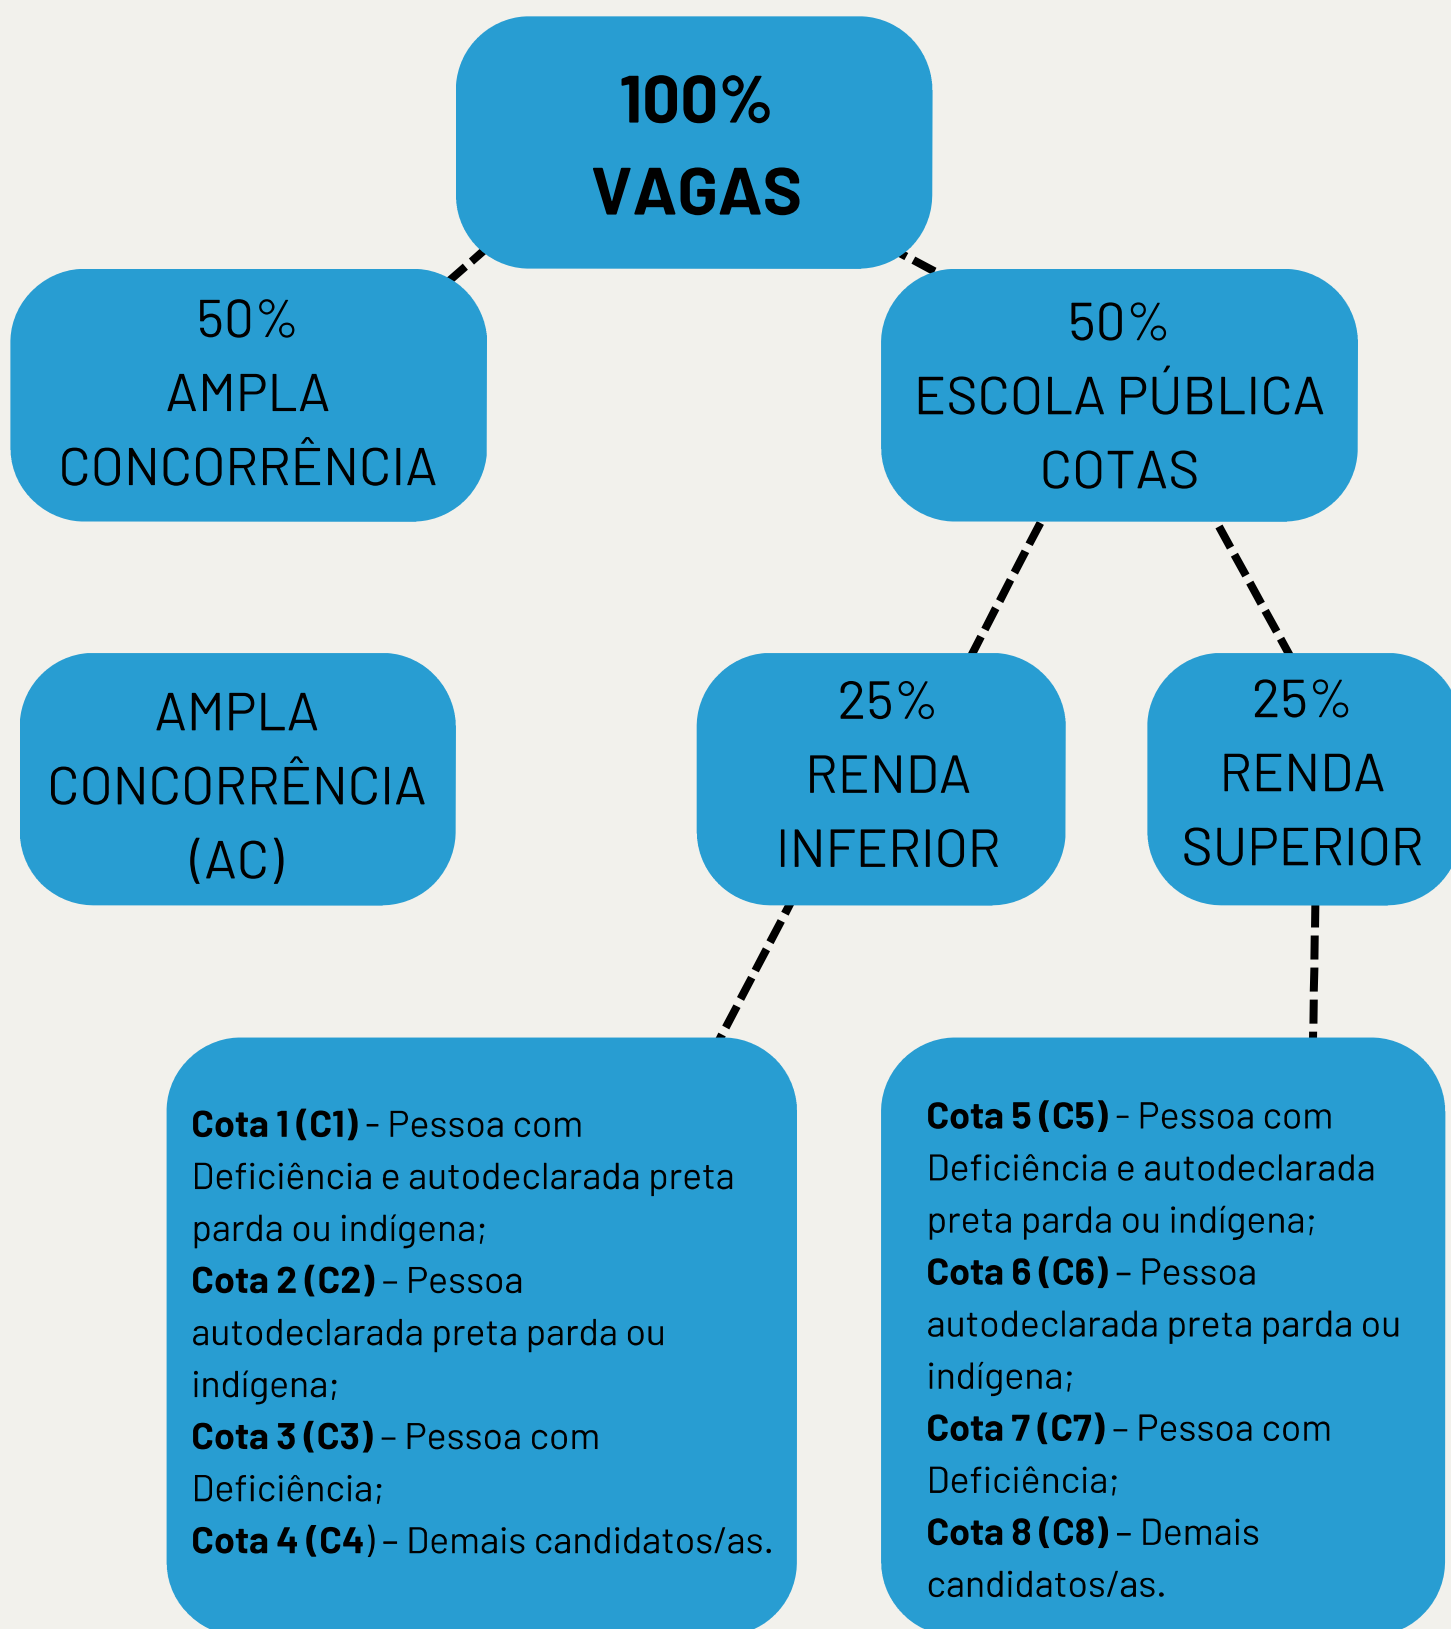 100%
VAGAS
50%
AMPLA
CONCORRÊNCIA
50%
ESCOLA PÚBLICA
COTAS
AMPLA
CONCORRÊNCIA
(AC)
25%
RENDA
INFERIOR
25%
RENDA
SUPERIOR
Cota 1 (C1) - Pessoa com
Deficiência e autodeclarada preta
parda ou indígena;
Cota 2 (C2) – Pessoa
autodeclarada preta parda ou
indígena;
Cota 3 (C3) – Pessoa com
Deficiência;
Cota 4 (C4) – Demais candidatos/as.
Cota 5 (C5) - Pessoa com
Deficiência e autodeclarada
preta parda ou indígena;
Cota 6 (C6) – Pessoa
autodeclarada preta parda ou
indígena;
Cota 7 (C7) – Pessoa com
Deficiência;
Cota 8 (C8) – Demais
candidatos/as.